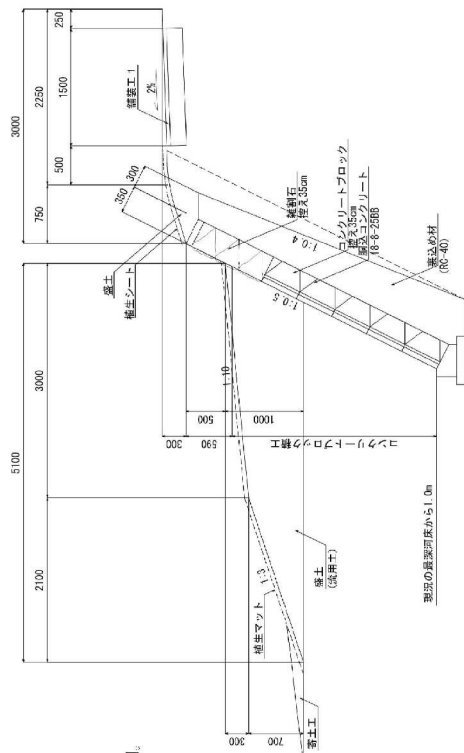 5100
3000
2100
3000
750
2250
500
1500
250
350
300
盛土
植生シート
舗装工1
2%
300
590
500
1000
コンクリートブロック積工
1:10
1:3
植生マット
寄土工
300
700
盛土
(流用土)
現況の最深河床から1.0m
1:0.5
1:0.4
雑割石
控え35cm
コンクリートブロック
控え35cm
胴込コンクリート
18-8-25BB
裏込め材
(RC-40)